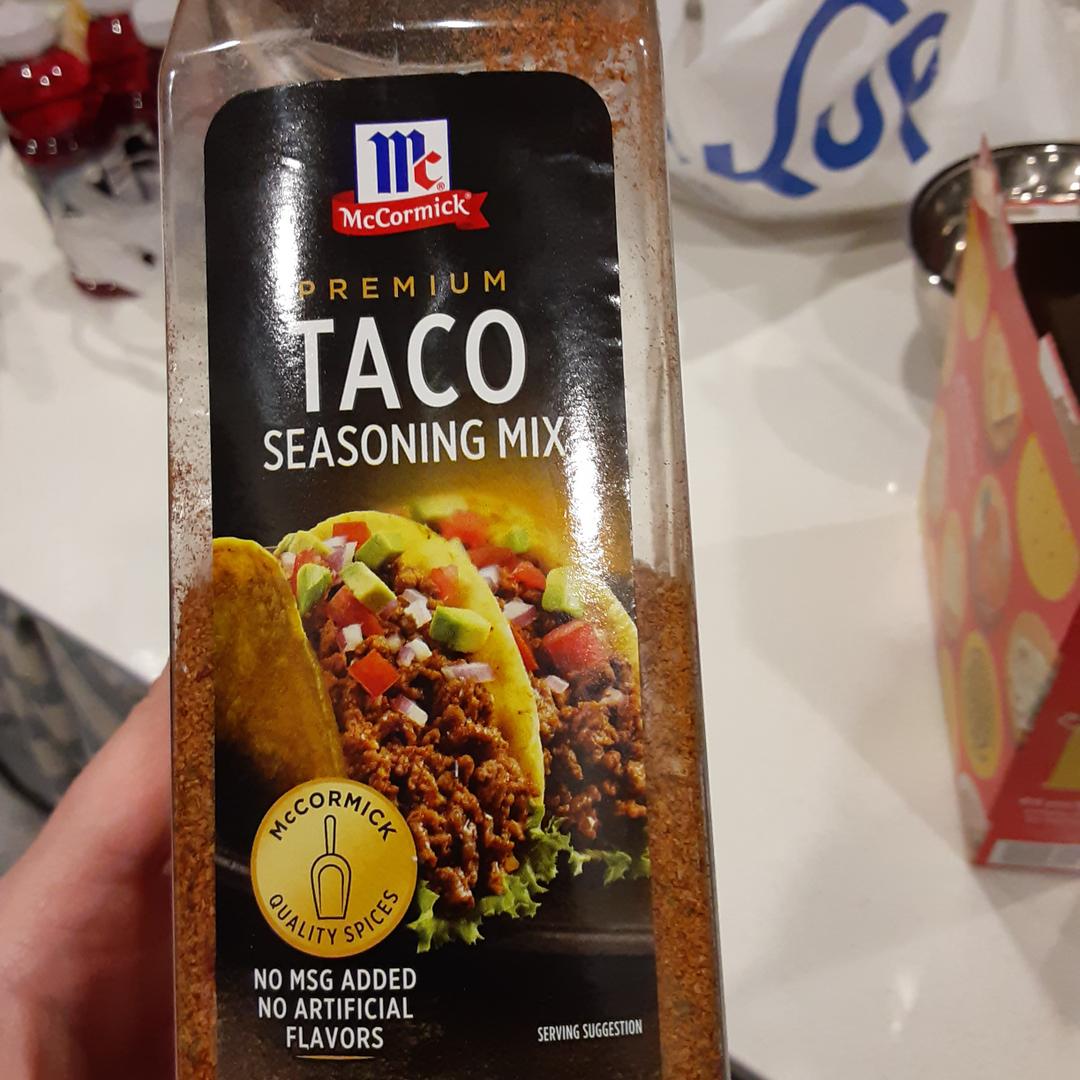 Mc®
McCormick®
PREMIUM
TACO
SEASONING MIX
McCORMICK
QUALITY SPICES
NO MSG ADDED
NO ARTIFICIAL
FLAVORS
SERVING SUGGESTION